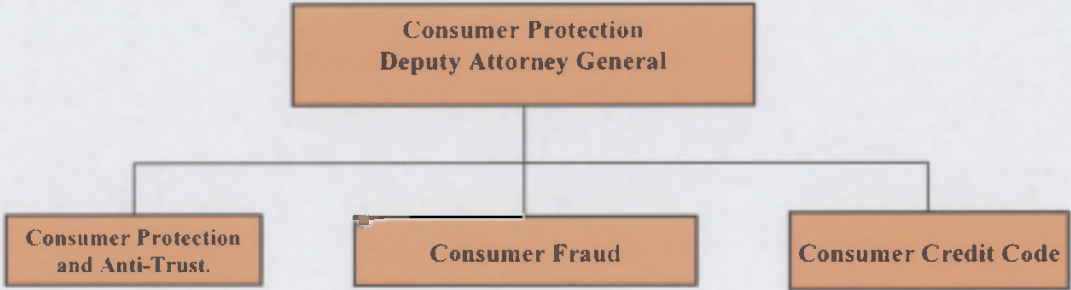 Consumer Protection
Deputy Attorney General
Consumer Protection
and Anti-Trust.
Consumer Fraud
Consumer Credit Code